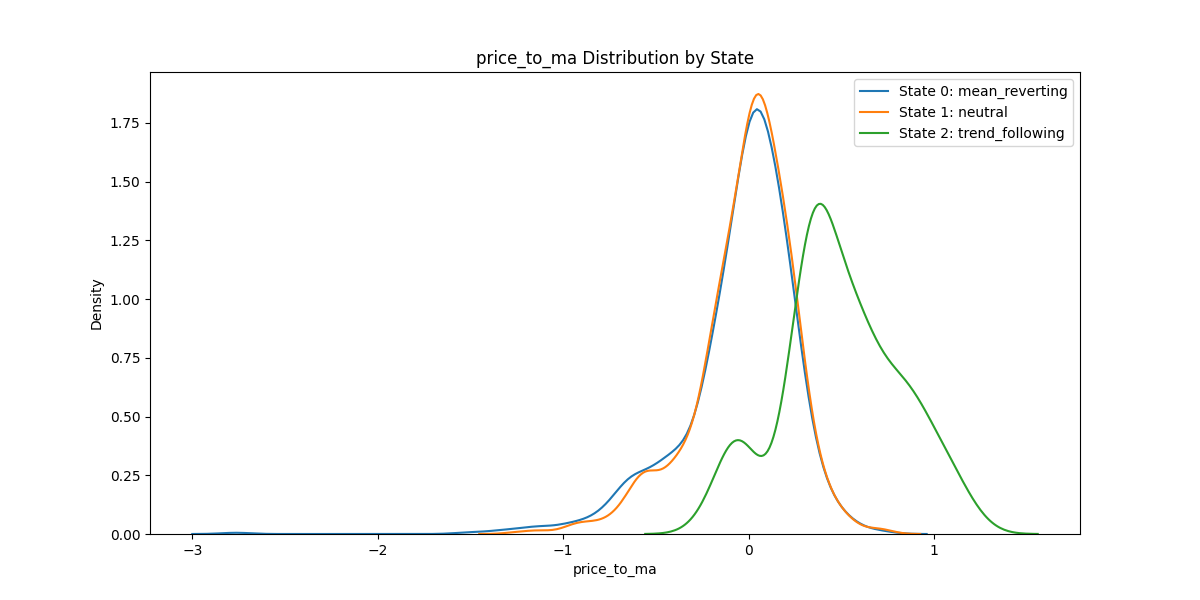 price_to_ma Distribution by State
State 0: mean_reverting
State 1: neutral
State 2: trend_following
Density
1.75
1.50
1.25
1.00
0.75
0.50
0.25
0.00
−3
−2
−1
0
1
price_to_ma